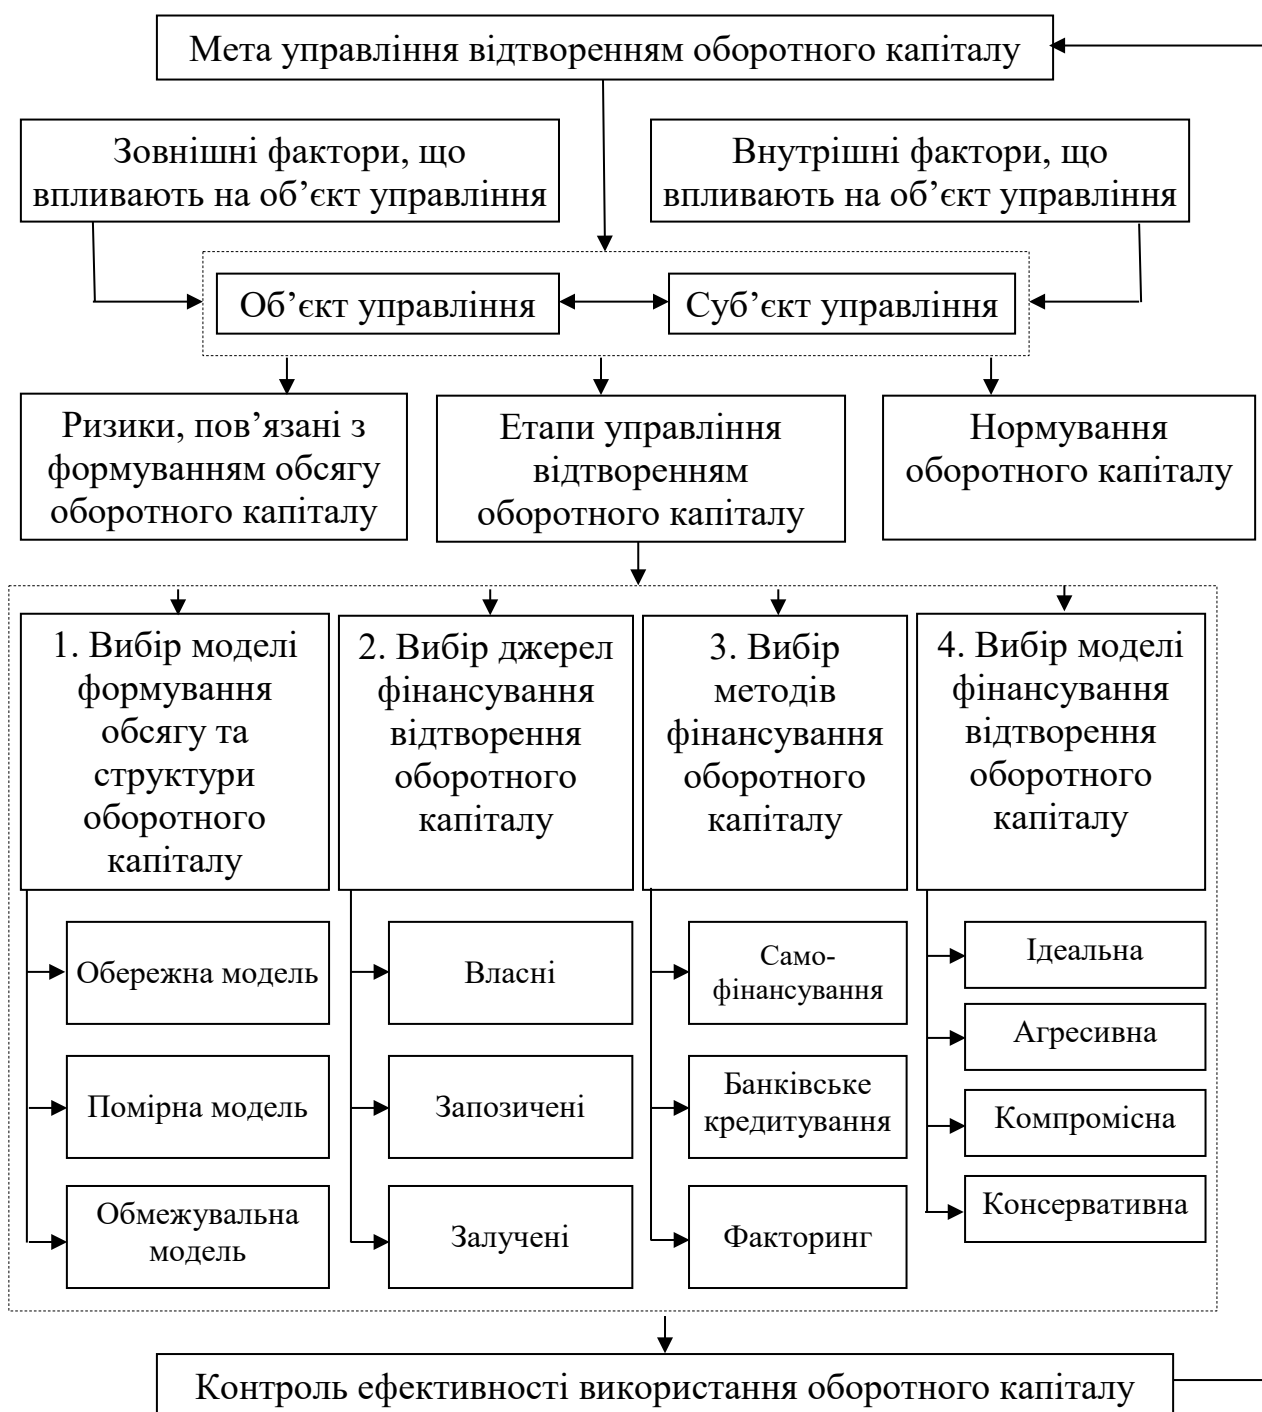 Мета управління відтворенням оборотного капіталу
Зовнішні фактори, що
впливають на об’єкт управління
Внутрішні фактори, що
впливають на об’єкт управління
Об’єкт управління
Суб’єкт управління
Ризики, пов’язані з
формуванням обсягу
оборотного капіталу
Етапи управління
відтворенням
оборотного капіталу
Нормування
оборотного капіталу
1. Вибір моделі
формування
обсягу та
структури
оборотного
капіталу
2. Вибір джерел
фінансування
відтворення
оборотного
капіталу
3. Вибір
методів
фінансування
оборотного
капіталу
4. Вибір моделі
фінансування
відтворення
оборотного
капіталу
Обережна модель
Помірна модель
Обмежувальна
модель
Власні
Запозичені
Залучені
Само-
фінансування
Банківське
кредитування
Факторинг
Ідеальна
Агресивна
Компромісна
Консервативна
Контроль ефективності використання оборотного капіталу